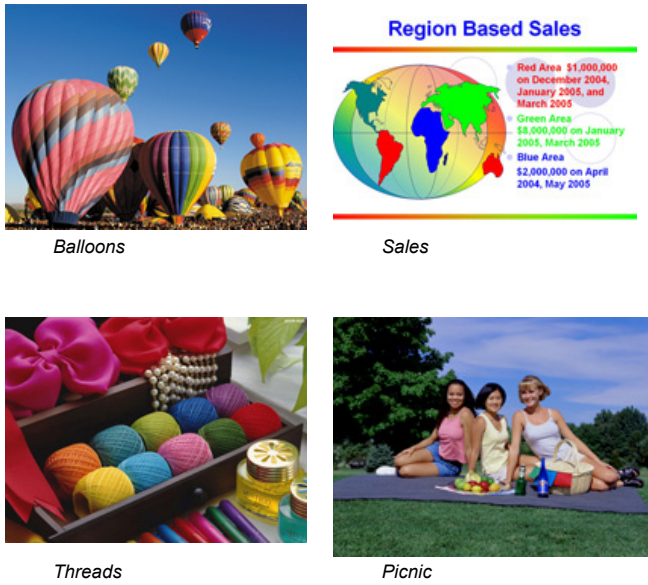 Region Based Sales
Red Area $1,000,000
on December 2004,
January 2005, and
March 2005
Green Area
$8,000,000 on January
2005, March 2005
Blue Area
$2,000,000 on April
2004, May 2005
Balloons
Sales
Threads
Picnic